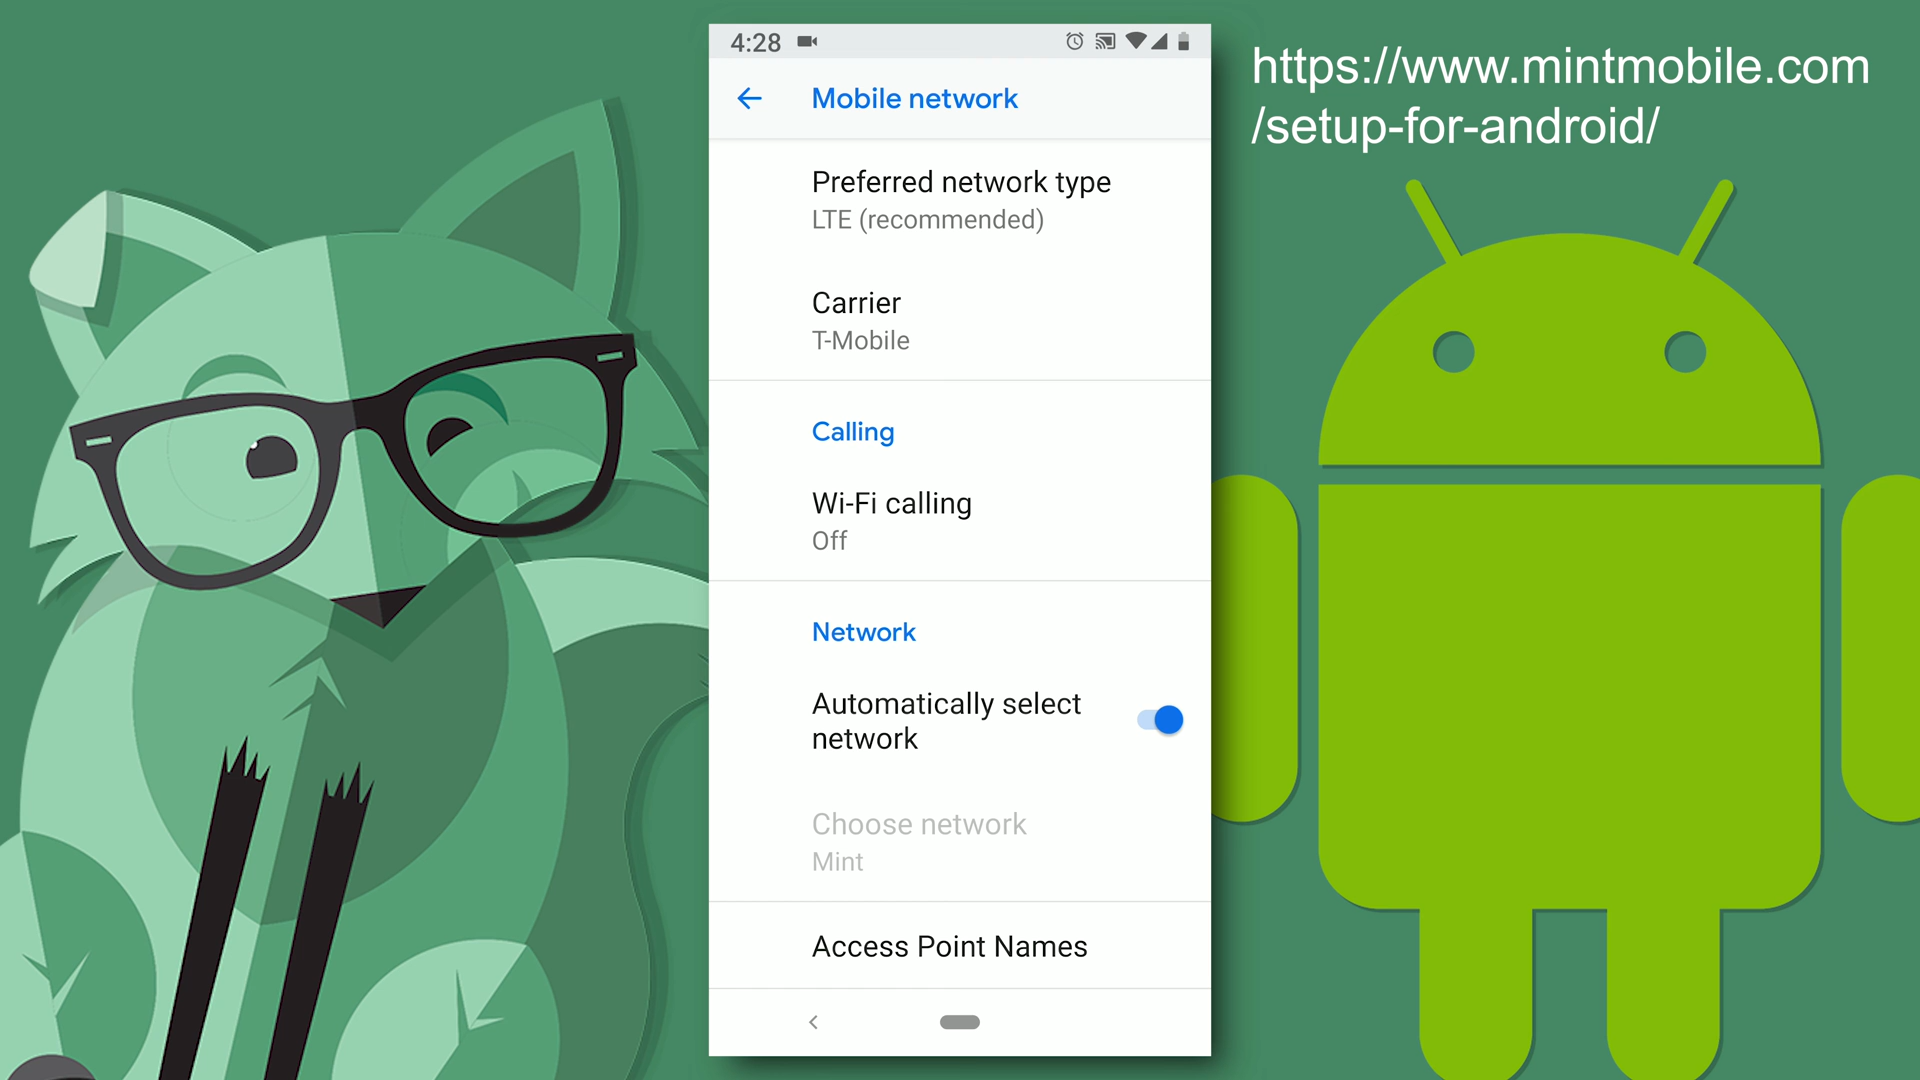 4:28
Mobile network
Preferred network type
LTE (recommended)
Carrier
T-Mobile
Calling
Wi-Fi calling
Off
Network
Automatically select
network
Choose network
Mint
Access Point Names
https://www.mintmobile.com
/setup-for-android/